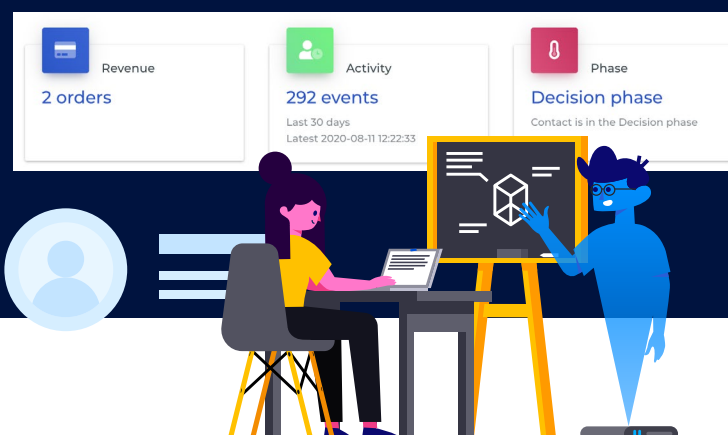 Revenue
2 orders
Activity
292 events
Last 30 days
Latest 2020-08-11 12:22:33
Phase
Decision phase
Contact is in the Decision phase